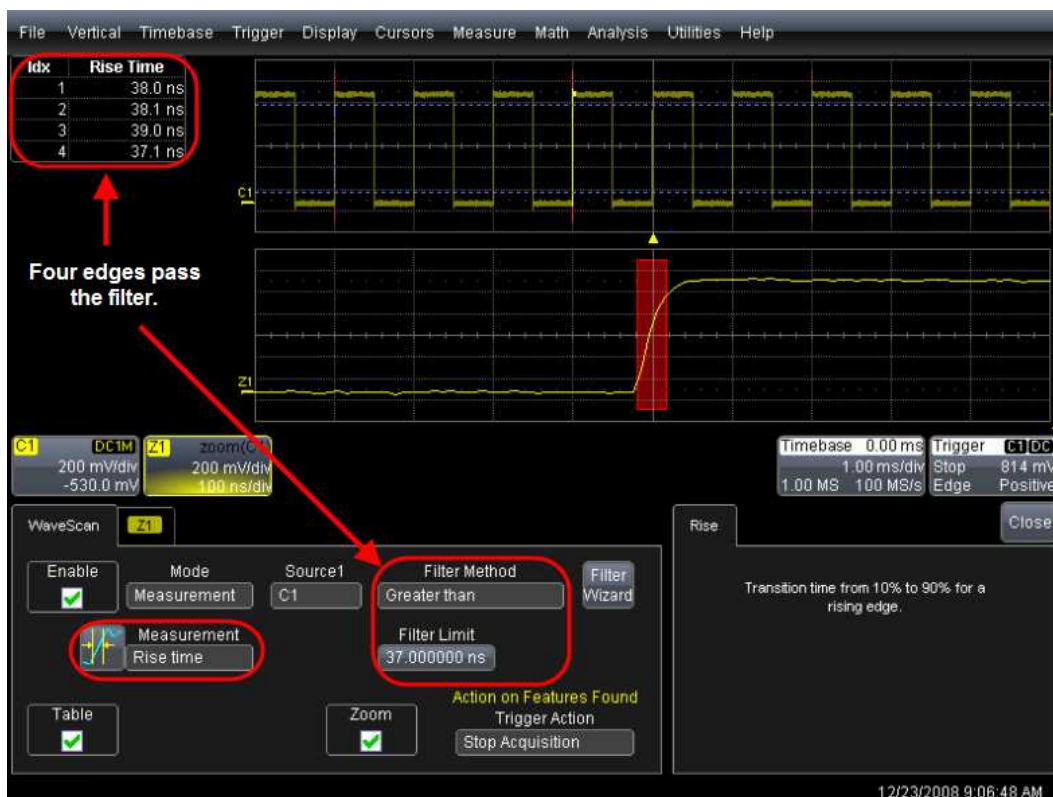 File Vertical Timebase Trigger Display Cursors Measure Math Analysis Utilities Help
Idx Rise Time
1 38.0 ns
2 38.1 ns
3 39.0 ns
4 37.1 ns
C1
Four edges pass
the filter.
Z1
C1 DC1M
200 mV/div
-530.0 mV
Z1 zoom(C1)
200 mV/div
100 ns/div
Timebase 0.00 ms
1.00 ms/div
1.00 MS 100 MS/s
Trigger C1 DC
Stop 814 mV
Edge Positive
WaveScan Z1
Rise
Close
Enable
Mode
Measurement
Source1
C1
Filter Method
Greater than
Filter
Wizard
Measurement
Rise time
Filter Limit
37.000000 ns
Transition time from 10% to 90% for a
rising edge.
Table
Zoom
Action on Features Found
Trigger Action
Stop Acquisition
12/23/2008 9:06:48 AM